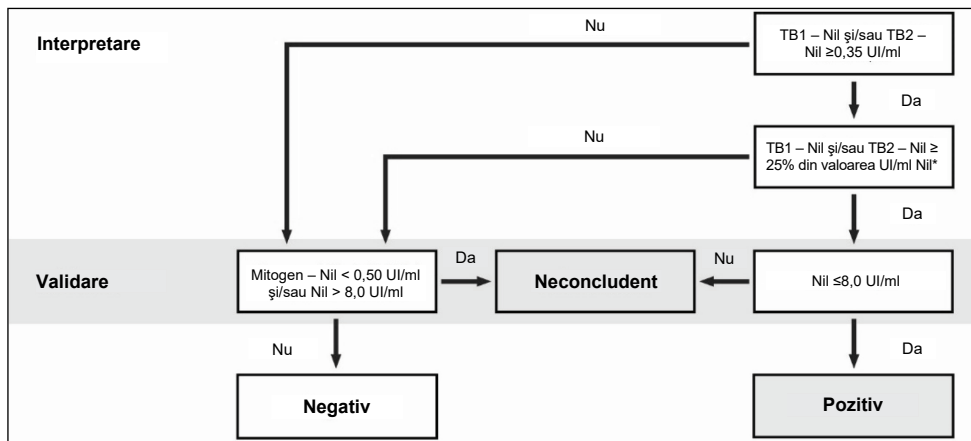 Interpretare
Nu
TB1 – Nil şi/sau TB2 –
Nil ≥0,35 UI/ml
Da
Nu
TB1 – Nil şi/sau TB2 – Nil ≥
25% din valoarea UI/ml Nil*
Da
Validare
Mitogen – Nil < 0,50 UI/ml
şi/sau Nil > 8,0 UI/ml
Da
Neconcludent
Nu
Nil ≤8,0 UI/ml
Nu
Da
Negativ
Pozitiv